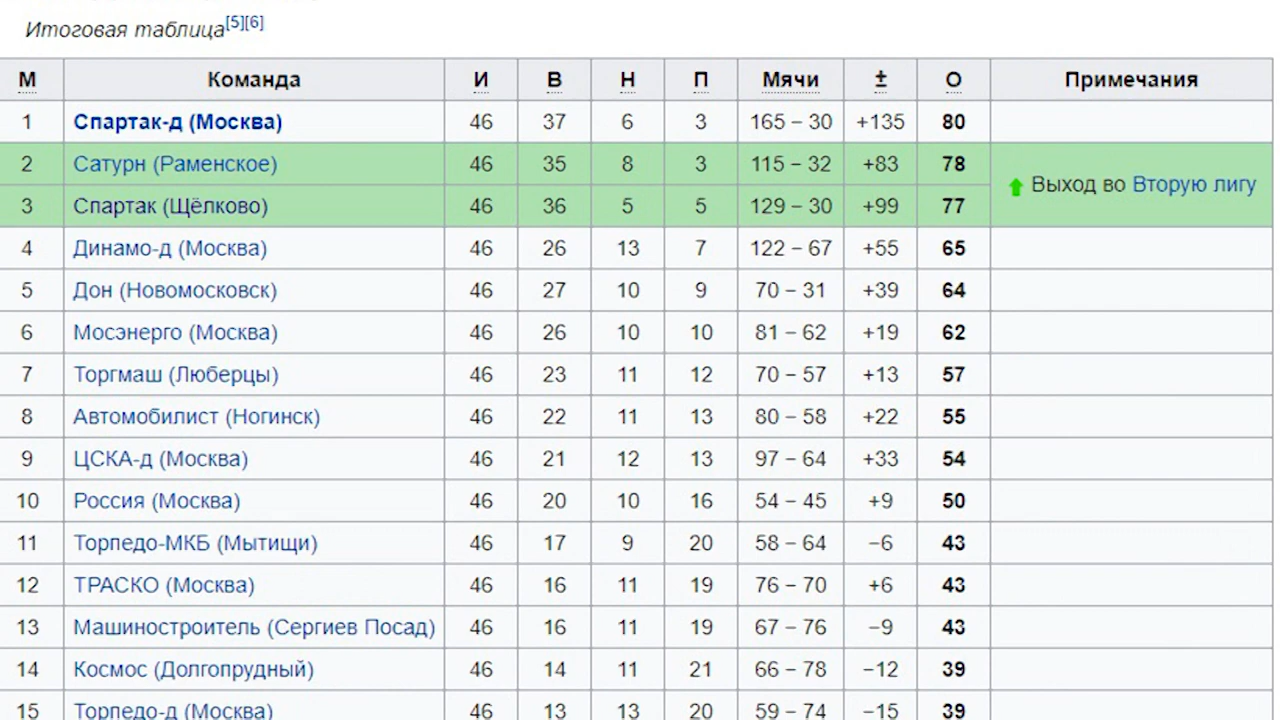 Итоговая таблица[5][6]
М Команда И В Н П Мячи ± О Примечания
1 Спартак-д (Москва) 46 37 6 3 165 – 30 +135 80
2 Сатурн (Раменское) 46 35 8 3 115 – 32 +83 78
Выход во Вторую лигу
3 Спартак (Щёлково) 46 36 5 5 129 – 30 +99 77
4 Динамо-д (Москва) 46 26 13 7 122 – 67 +55 65
5 Дон (Новомосковск) 46 27 10 9 70 – 31 +39 64
6 Мосэнерго (Москва) 46 26 10 10 81 – 62 +19 62
7 Торгмаш (Люберцы) 46 23 11 12 70 – 57 +13 57
8 Автомобилист (Ногинск) 46 22 11 13 80 – 58 +22 55
9 ЦСКА-д (Москва) 46 21 12 13 97 – 64 +33 54
10 Россия (Москва) 46 20 10 16 54 – 45 +9 50
11 Торпедо-МКБ (Мытищи) 46 17 9 20 58 – 64 −6 43
12 ТРАСКО (Москва) 46 16 11 19 76 – 70 +6 43
13 Машиностроитель (Сергиев Посад) 46 16 11 19 67 – 76 −9 43
14 Космос (Долгопрудный) 46 14 11 21 66 – 78 −12 39
15 Торпедо-д (Москва) 46 13 13 20 59 – 74 −15 39